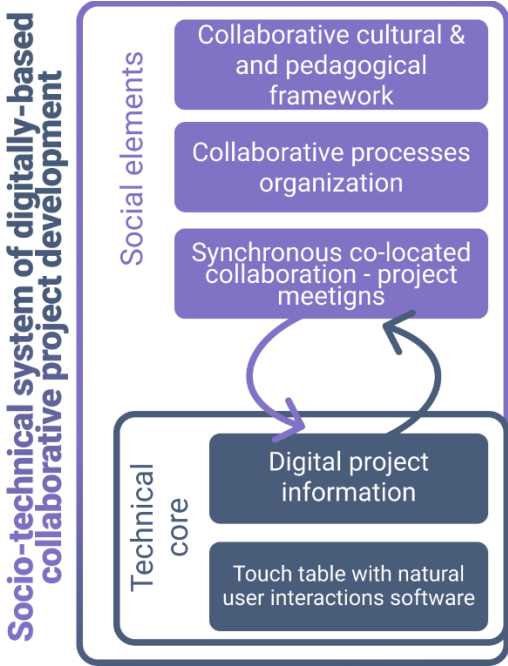 Socio-technical system of digitally-based
collaborative project development
Social elements
Collaborative cultural &
and pedagogical
framework
Collaborative processes
organization
Synchronous co-located
collaboration - project
meetigns
Technical
core
Digital project
information
Touch table with natural
user interactions software